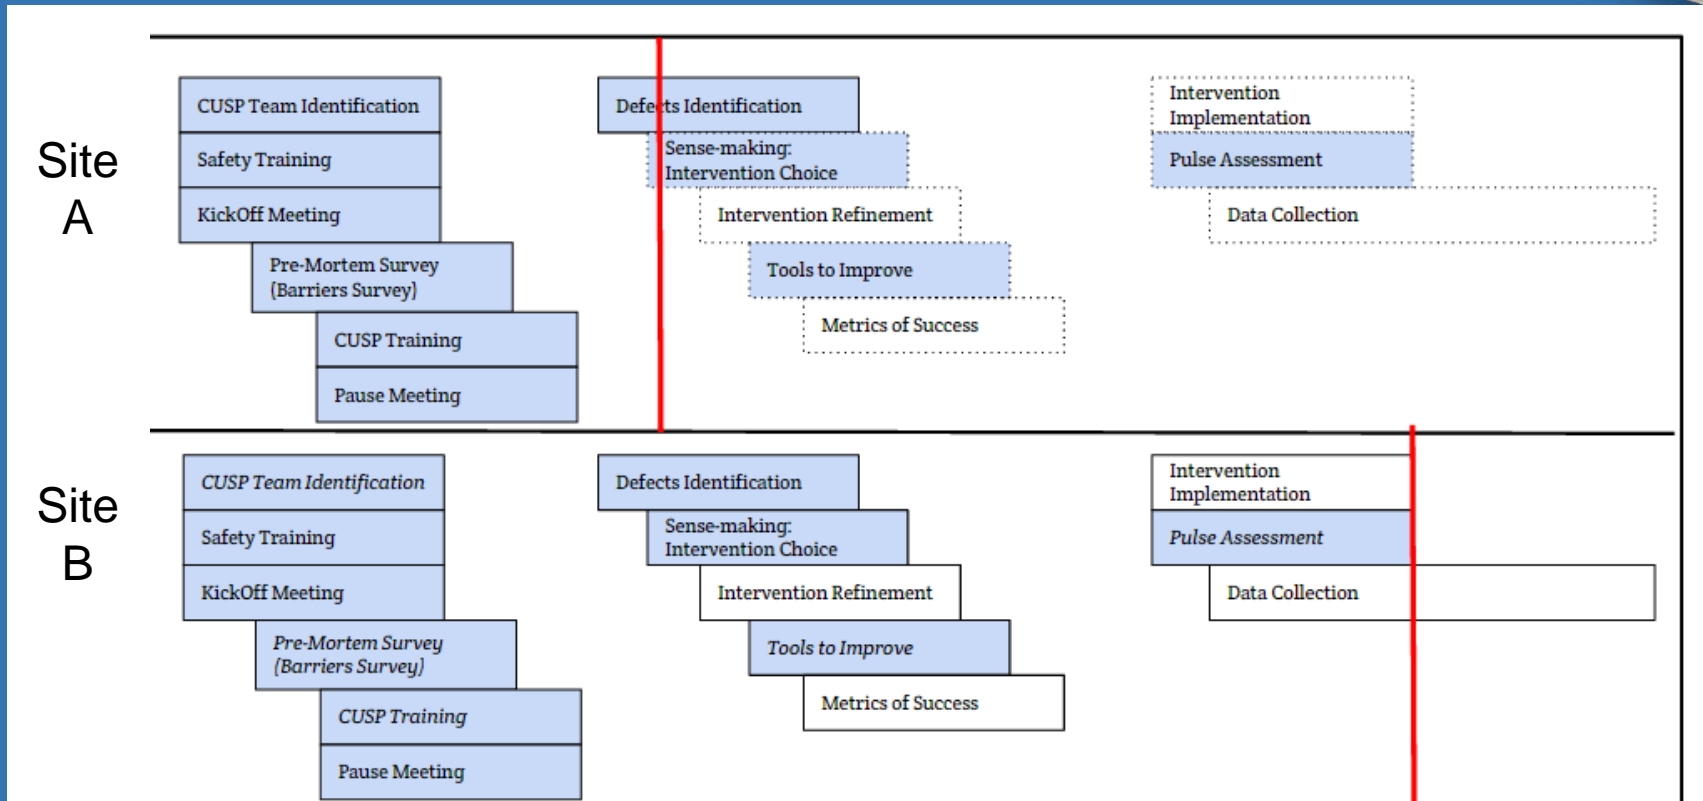 Site
A
CUSP Team Identification
Safety Training
KickOff Meeting
Pre-Mortem Survey
(Barriers Survey)
CUSP Training
Pause Meeting
Defects Identification
Sense-making:
Intervention Choice
Intervention Refinement
Tools to Improve
Metrics of Success
Intervention
Implementation
Pulse Assessment
Data Collection
Site
B
CUSP Team Identification
Safety Training
KickOff Meeting
Pre-Mortem Survey
(Barriers Survey)
CUSP Training
Pause Meeting
Defects Identification
Sense-making:
Intervention Choice
Intervention Refinement
Tools to Improve
Metrics of Success
Intervention
Implementation
Pulse Assessment
Data Collection